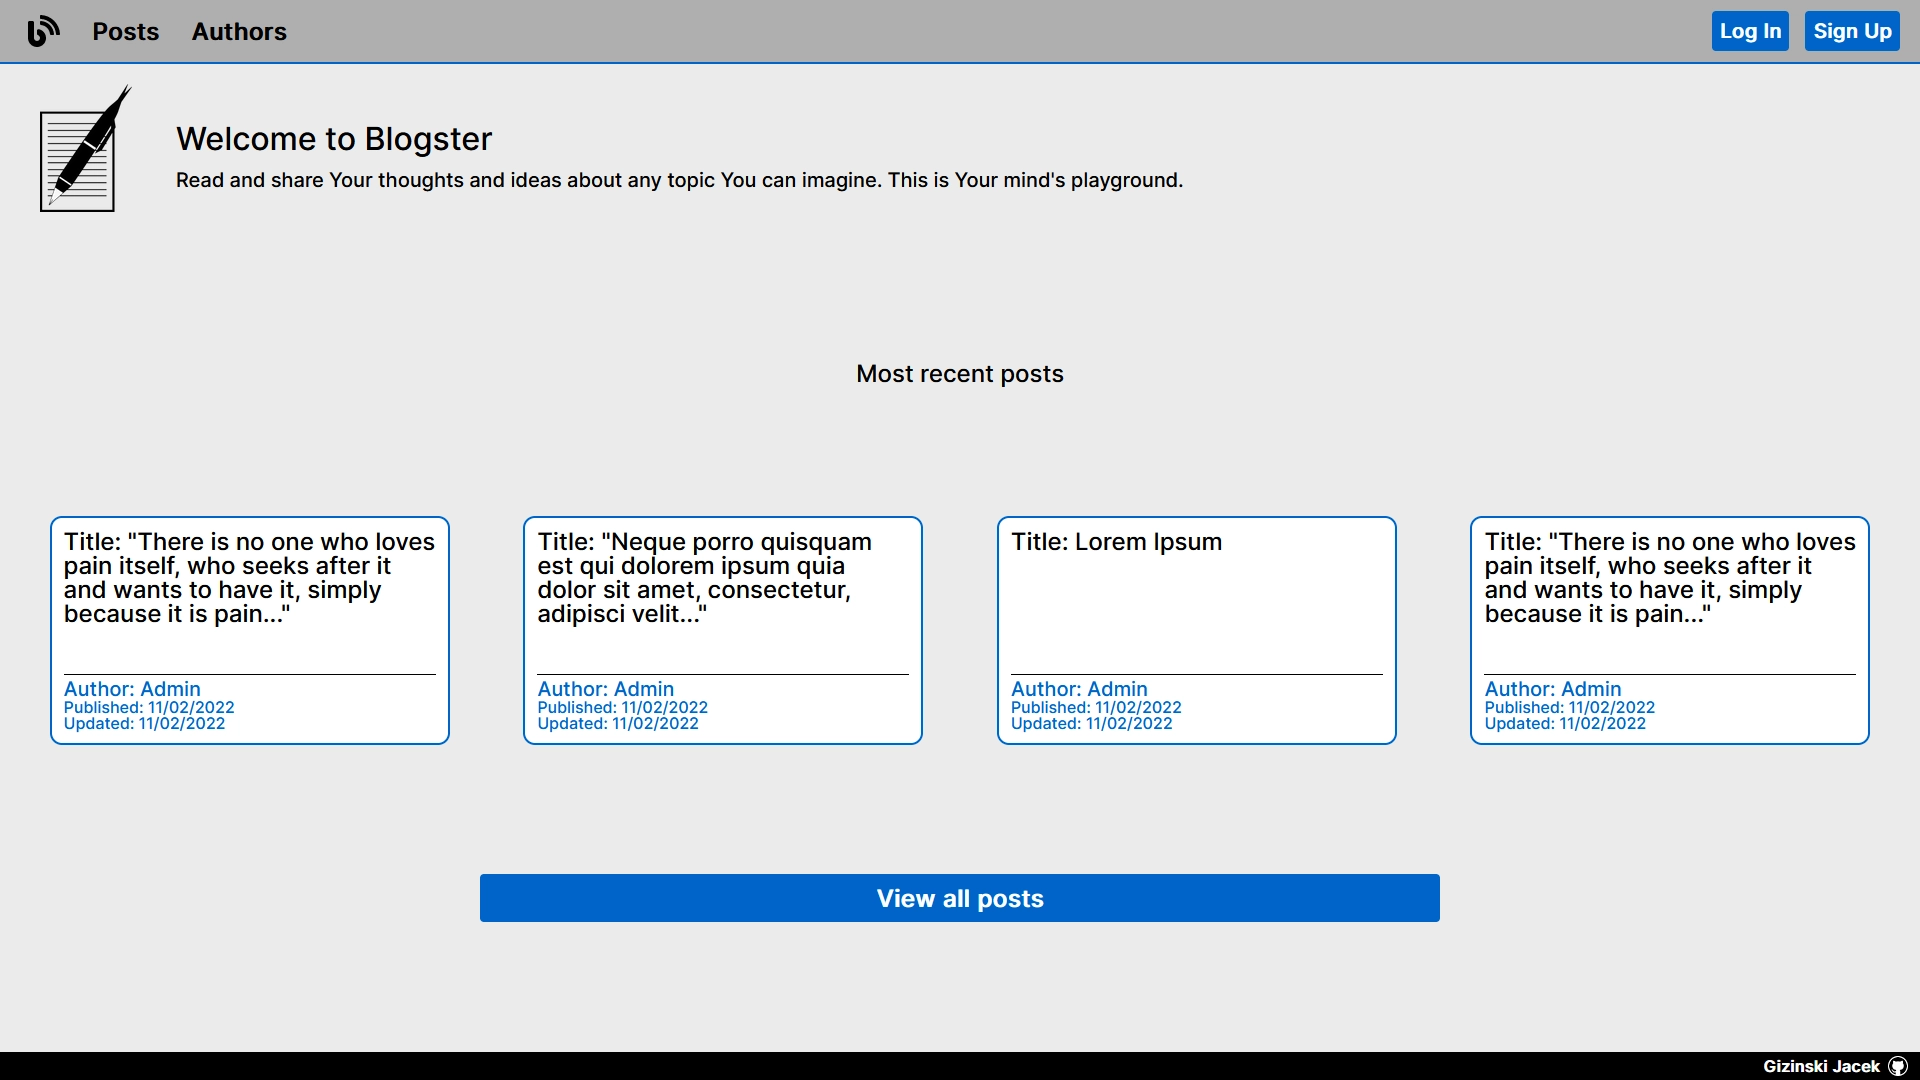 Posts Authors Log In Sign Up
Welcome to Blogster
Read and share Your thoughts and ideas about any topic You can imagine. This is Your mind's playground.
Most recent posts
Title: "There is no one who loves
pain itself, who seeks after it
and wants to have it, simply
because it is pain..."
Author: Admin
Published: 11/02/2022
Updated: 11/02/2022
Title: "Neque porro quisquam
est qui dolorem ipsum quia
dolor sit amet, consectetur,
adipisci velit..."
Author: Admin
Published: 11/02/2022
Updated: 11/02/2022
Title: Lorem Ipsum
Author: Admin
Published: 11/02/2022
Updated: 11/02/2022
Title: "There is no one who loves
pain itself, who seeks after it
and wants to have it, simply
because it is pain..."
Author: Admin
Published: 11/02/2022
Updated: 11/02/2022
View all posts
Gizinski Jacek